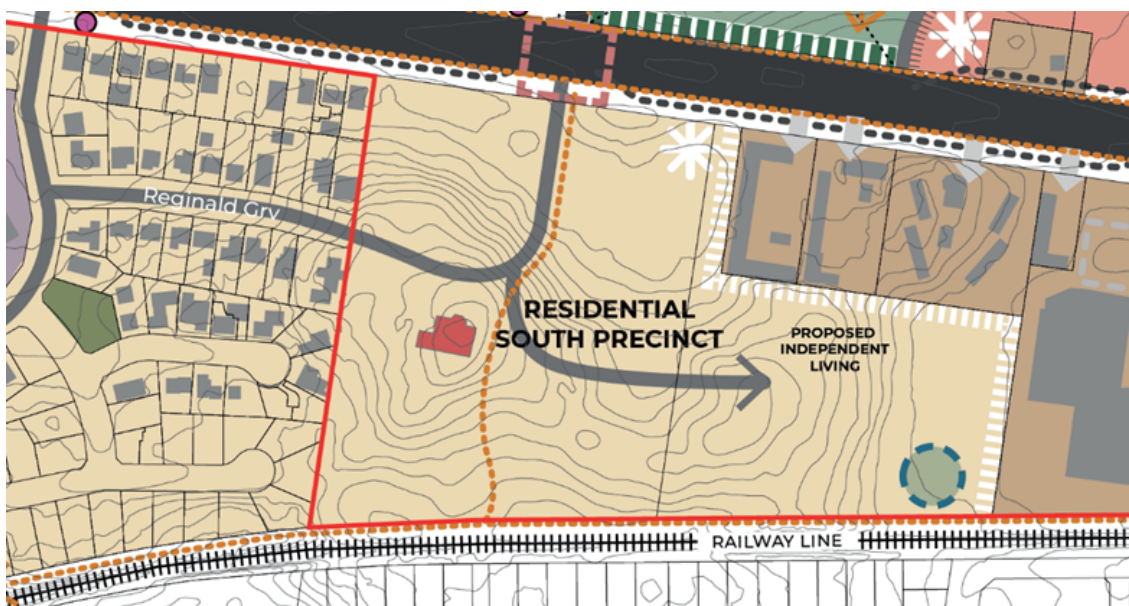 Reginald Grv
RESIDENTIAL
SOUTH PRECINCT
PROPOSED
INDEPENDENT
LIVING
RAILWAY LINE